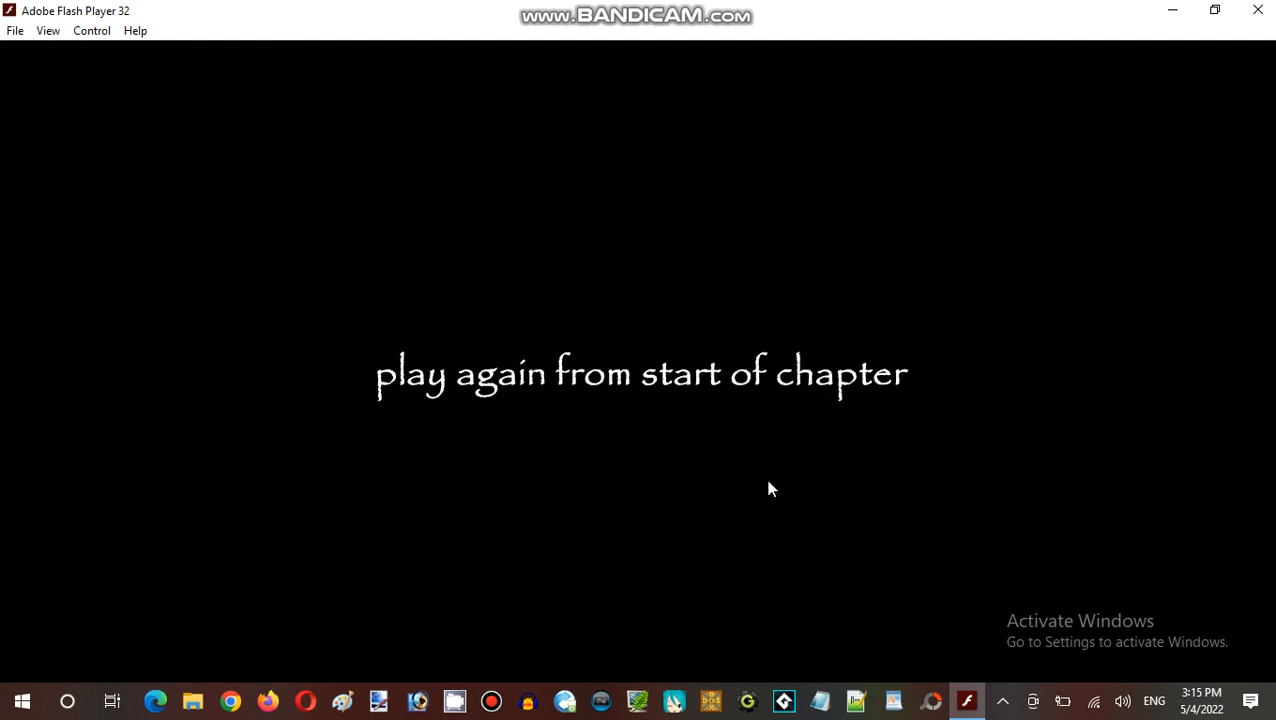 Adobe Flash Player 32
www.BANDICAM.com
File View Control Help
play again from start of chapter
Activate Windows
Go to Settings to activate Windows.
ENG
3:15 PM
5/4/2022